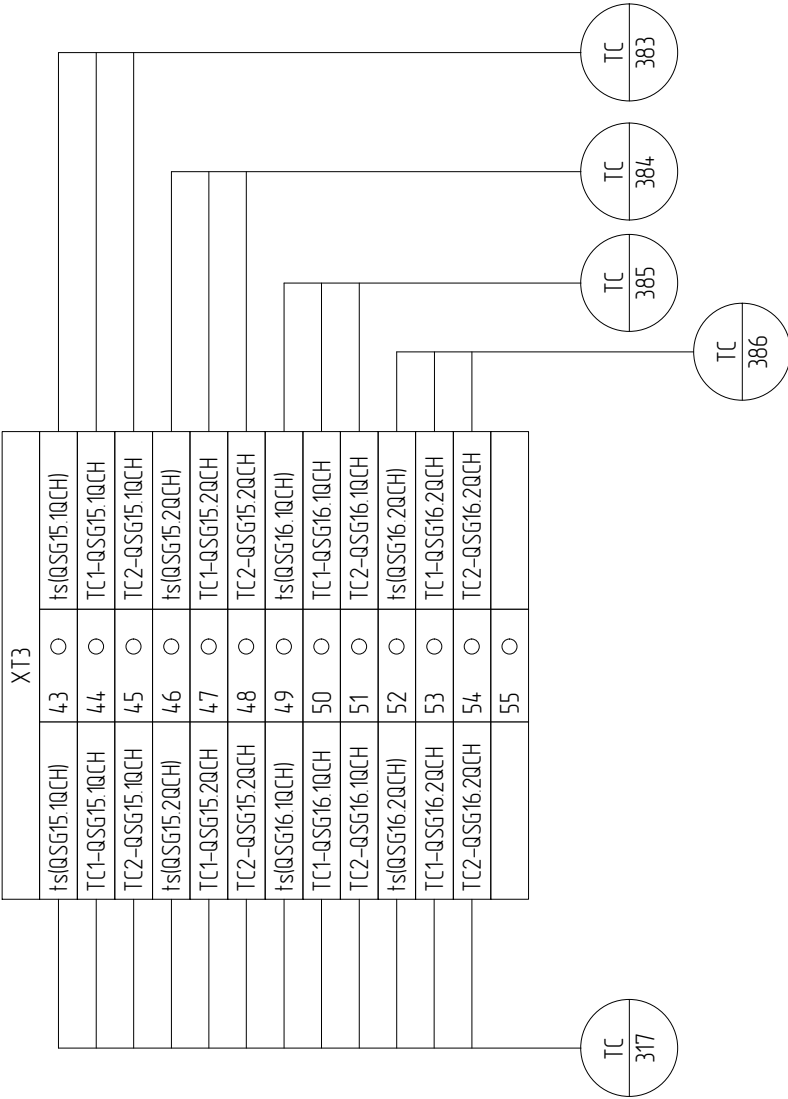 TC
383
TC
384
TC
385
TC
386
XT3
ts(QSG15.1QCH) 43 ts(QSG15.1QCH)
TC1-QSG15.1QCH 44 TC1-QSG15.1QCH
TC2-QSG15.1QCH 45 TC2-QSG15.1QCH
ts(QSG15.2QCH) 46 ts(QSG15.2QCH)
TC1-QSG15.2QCH 47 TC1-QSG15.2QCH
TC2-QSG15.2QCH 48 TC2-QSG15.2QCH
ts(QSG16.1QCH) 49 ts(QSG16.1QCH)
TC1-QSG16.1QCH 50 TC1-QSG16.1QCH
TC2-QSG16.1QCH 51 TC2-QSG16.1QCH
ts(QSG16.2QCH) 52 ts(QSG16.2QCH)
TC1-QSG16.2QCH 53 TC1-QSG16.2QCH
TC2-QSG16.2QCH 54 TC2-QSG16.2QCH
55
TC
317